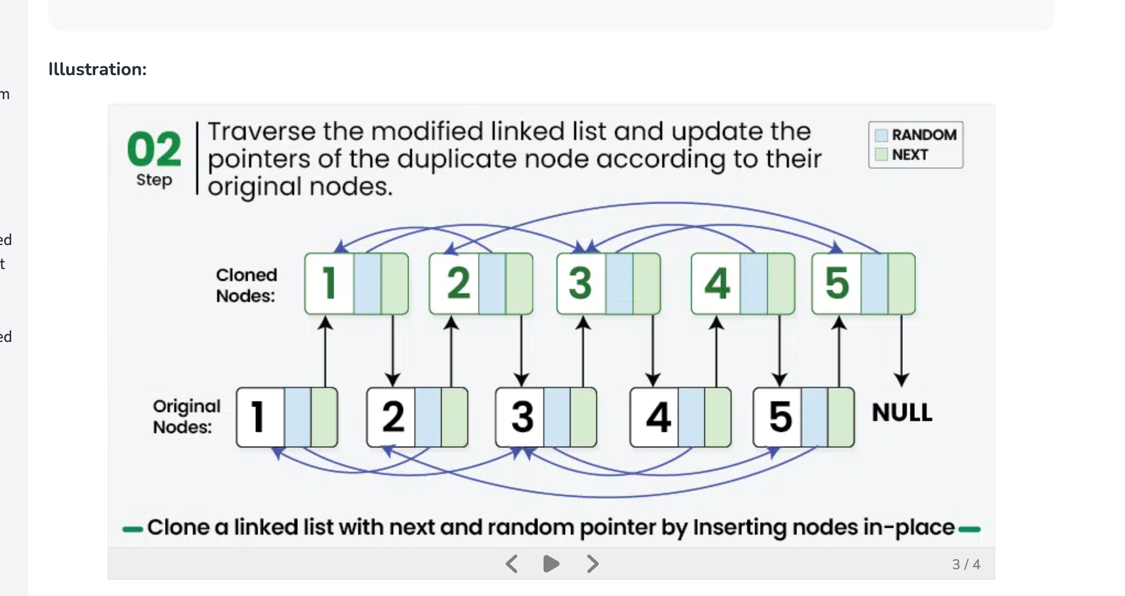 m
ed
t
ed
Illustration:
02
Step
Traverse the modified linked list and update the
pointers of the duplicate node according to their
original nodes.
RANDOM
NEXT
Cloned
Nodes:
1
2
3
4
5
Original
Nodes:
1
2
3
4
5
NULL
Clone a linked list with next and random pointer by Inserting nodes in-place
3 / 4